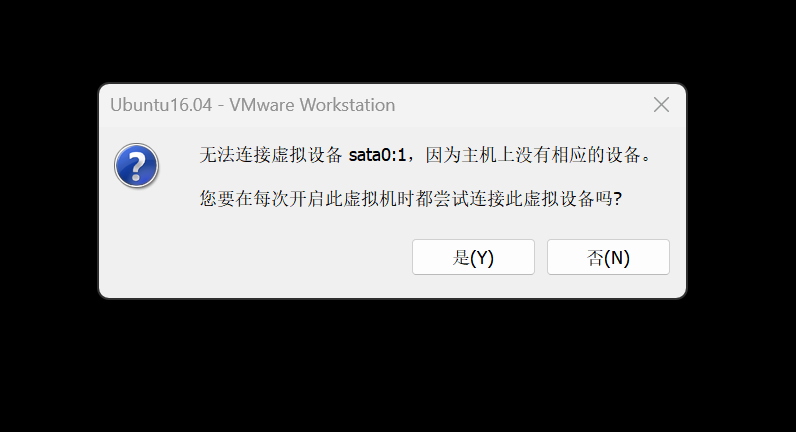 Ubuntu16.04 - VMware Workstation
无法连接虚拟设备 sata0:1，因为主机上没有相应的设备。
您要在每次开启此虚拟机时都尝试连接此虚拟设备吗?
是(Y)
否(N)